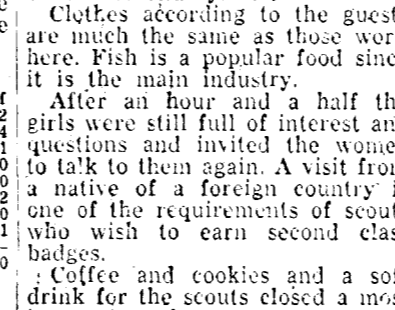 Clothes according to the guest
are much the same as those wor
here. Fish is a popular food sinc
it is the main industry.
After an hour and a half th
girls were still full of interest an
questions and invited the wome
to talk to them again. A visit fron
a native of a foreign country i
one of the requirements of scout
who wish to earn second clas
badges.
Coffee and cookies and a sof
drink for the scouts closed a mos